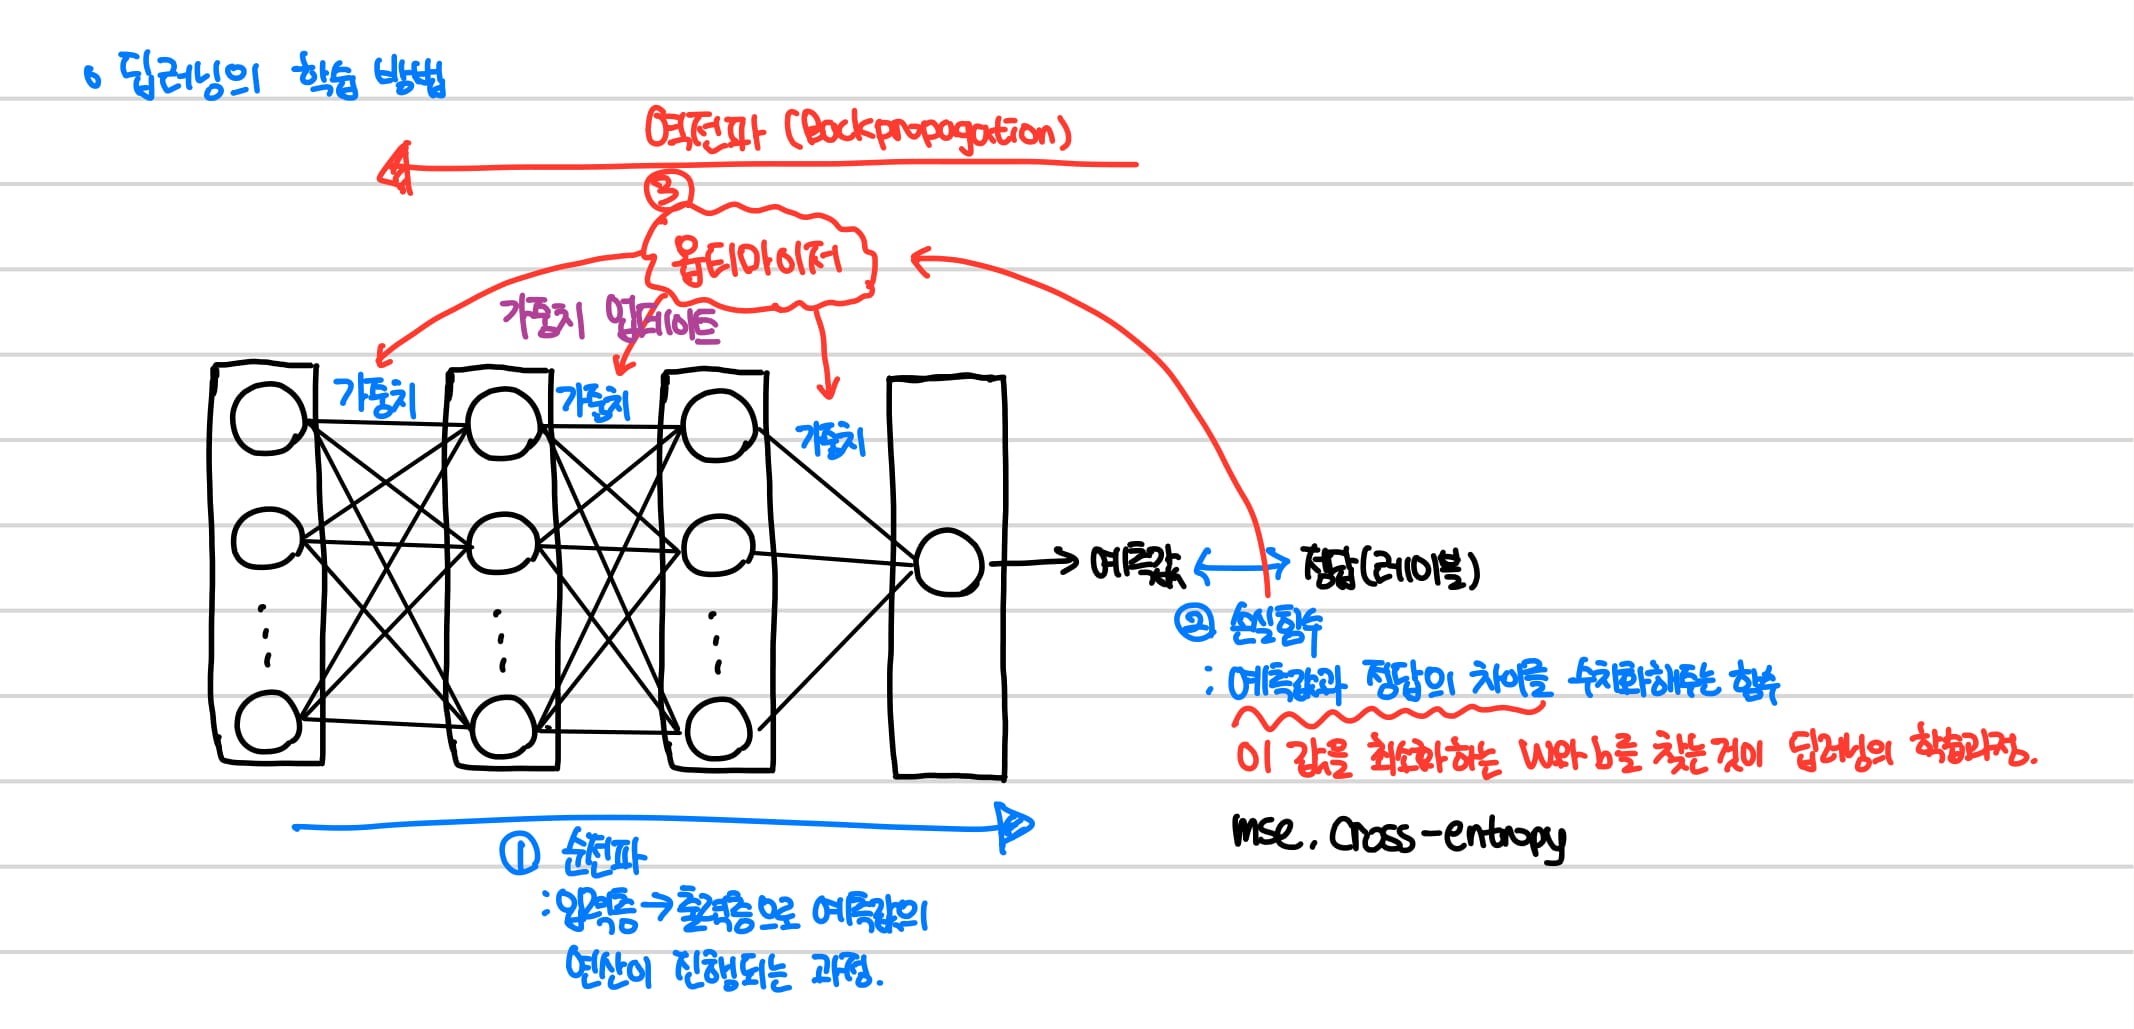 딥러닝의 학습 방법
역전파 (Backpropagation)
③
옵티마이저
가중치 업데이트
가중치 가중치 가중치
예측값 ↔ 정답(레이블)
② 손실함수
: 예측값과 정답의 차이를 수치화해주는 함수
이 값을 최소화하는 W와 b를 찾는것이 딥러닝의 학습과정.
mse. Cross-entropy
① 순전파
: 입력층→출력층으로 예측값의
연산이 진행되는 과정.